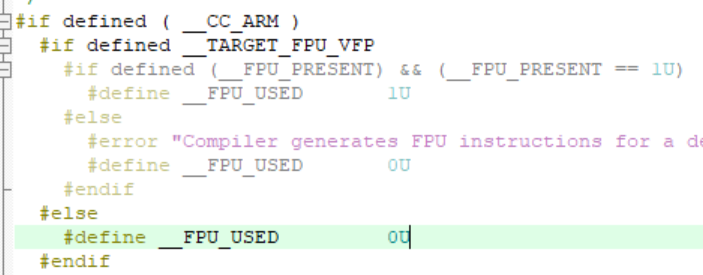 #if defined ( __CC_ARM )
  #if defined __TARGET_FPU_VFP
    #if defined (__FPU_PRESENT) && (__FPU_PRESENT == 1U)
      #define __FPU_USED       1U
    #else
      #error "Compiler generates FPU instructions for a de
      #define __FPU_USED       0U
    #endif
  #else
    #define __FPU_USED         0U
  #endif